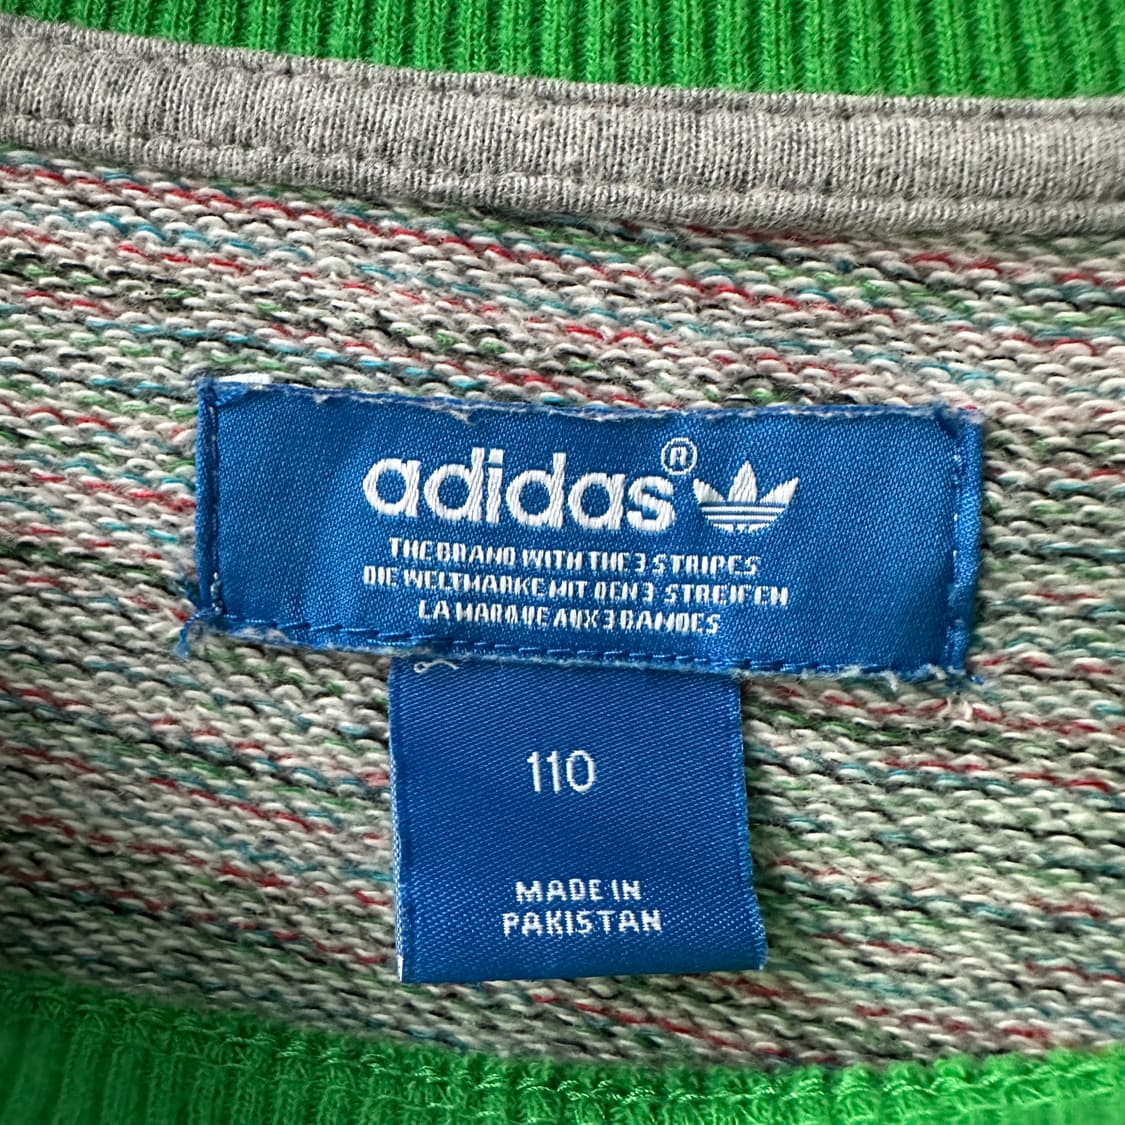 adidas®
THE BRAND WITH THE 3 STRIPES
DIE WELTMARKE MIT DEN 3 STREIFEN
LA MARQUE AUX 3 BANDES
110
MADE IN
PAKISTAN